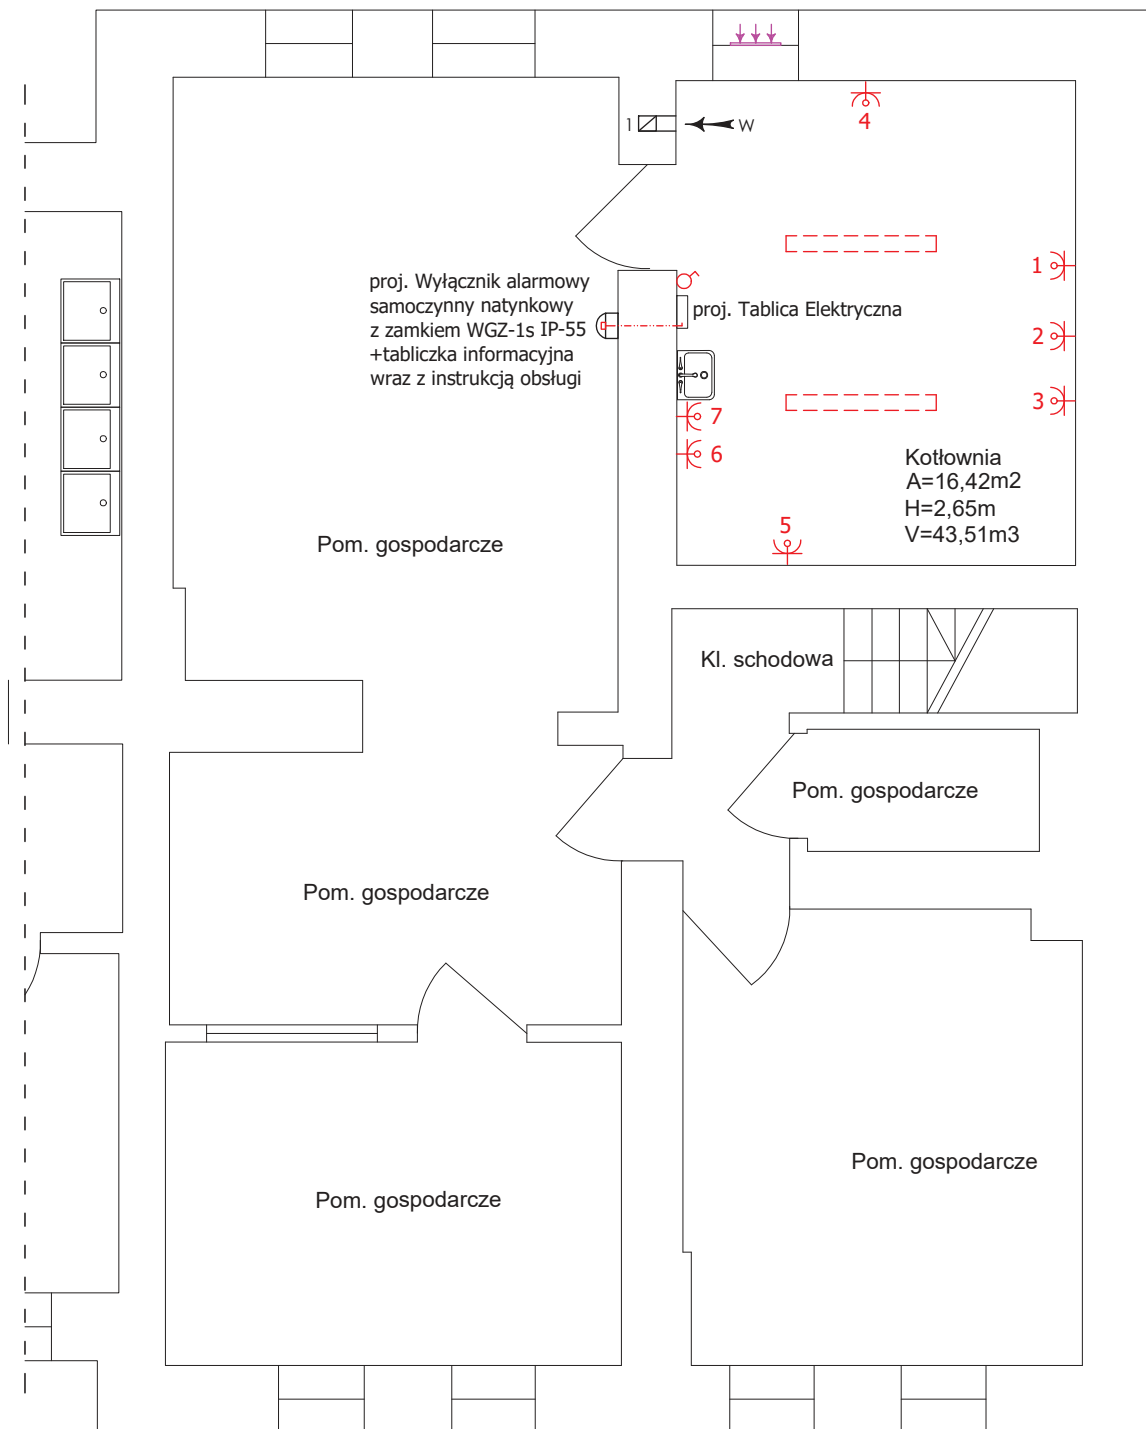 1
W
4
1
proj. Wyłącznik alarmowy
samoczynny natynkowy
z zamkiem WGZ-1s IP-55
+tabliczka informacyjna
wraz z instrukcją obsługi
proj. Tablica Elektryczna
2
3
7
6
Kotłownia
A=16,42m2
H=2,65m
V=43,51m3
5
Pom. gospodarcze
Kl. schodowa
Pom. gospodarcze
Pom. gospodarcze
Pom. gospodarcze
Pom. gospodarcze